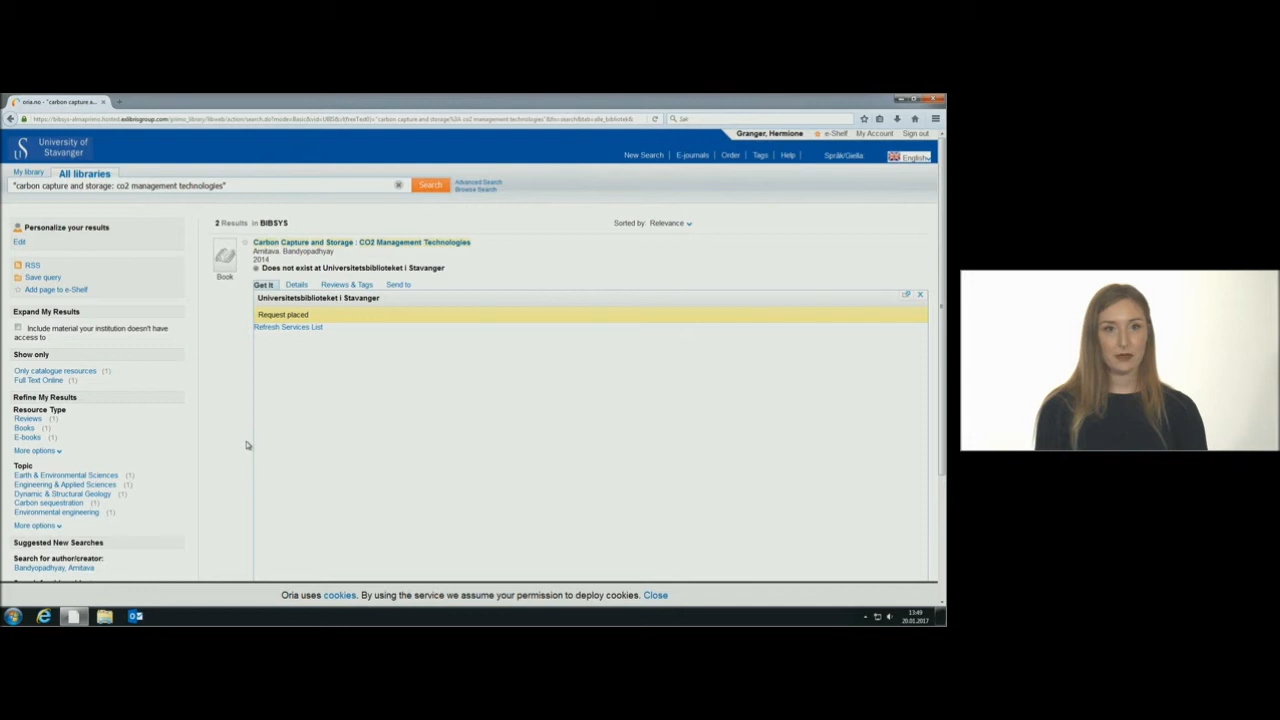 oria.no - "carbon capture a...
Søk
Granger, Hermione
e-Shelf
My Account
Sign out
University of
Stavanger
New Search
E-journals
Order
Tags
Help
Språk/Giella
English
My library
All libraries
"carbon capture and storage: co2 management technologies"
Search
Advanced Search
Browse Search
Personalize your results
Edit
RSS
Save query
Add page to e-Shelf
Expand My Results
Include material your institution doesn't have
access to
Show only
Only catalogue resources (1)
Full Text Online (1)
Refine My Results
Resource Type
Reviews (1)
Books (1)
E-books (1)
More options
Topic
Earth & Environmental Sciences (1)
Engineering & Applied Sciences (1)
Dynamic & Structural Geology (1)
Carbon sequestration (1)
Environmental engineering (1)
More options
Suggested New Searches
Search for author/creator:
Bandyopadhyay, Amitava
2 Results in BIBSYS
Sorted by: Relevance
Book
Carbon Capture and Storage : CO2 Management Technologies
Amitava. Bandyopadhyay
2014
Does not exist at Universitetsbiblioteket i Stavanger
Get It
Details
Reviews & Tags
Send to
Universitetsbiblioteket i Stavanger
Request placed
Refresh Services List
Oria uses cookies. By using the service we assume your permission to deploy cookies. Close
13:49
20.01.2017